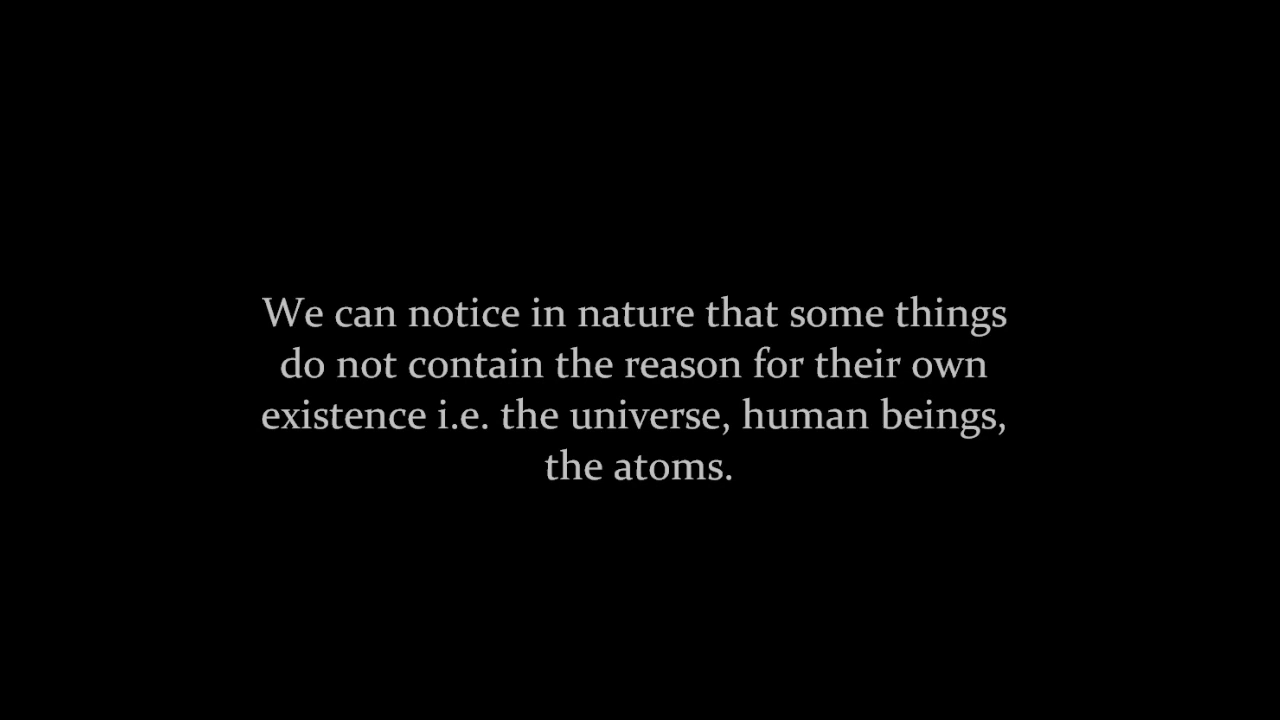 We can notice in nature that some things
do not contain the reason for their own
existence i.e. the universe, human beings,
the atoms.